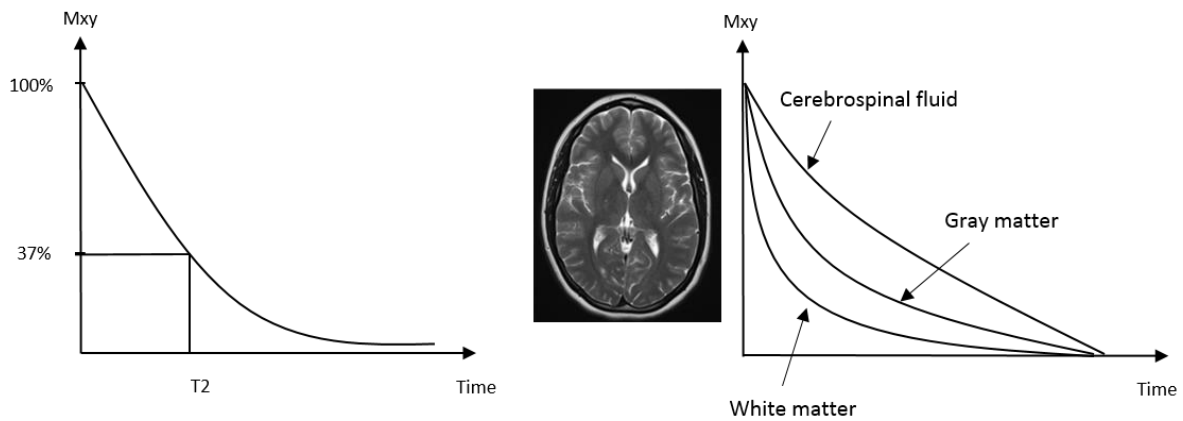 Mxy
100%
37%
T2
Time
Mxy
Cerebrospinal fluid
Gray matter
White matter
Time